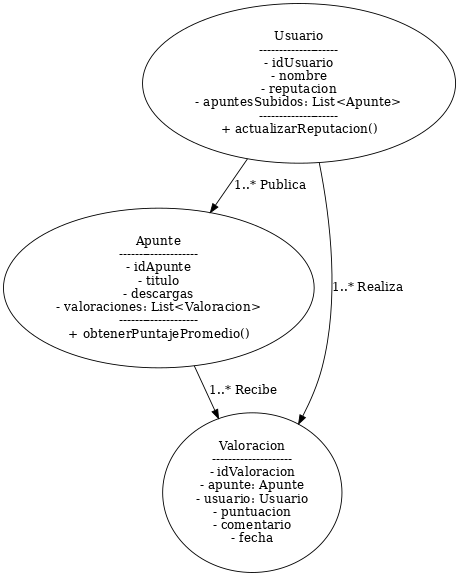 Usuario
--------------------
- idUsuario
- nombre
- reputacion
- apuntesSubidos: List<Apunte>
--------------------
+ actualizarReputacion()
1..* Publica
Apunte
--------------------
- idApunte
- titulo
- descargas
- valoraciones: List<Valoracion>
--------------------
+ obtenerPuntajePromedio()
1..* Realiza
1..* Recibe
Valoracion
--------------------
- idValoracion
- apunte: Apunte
- usuario: Usuario
- puntuacion
- comentario
- fecha